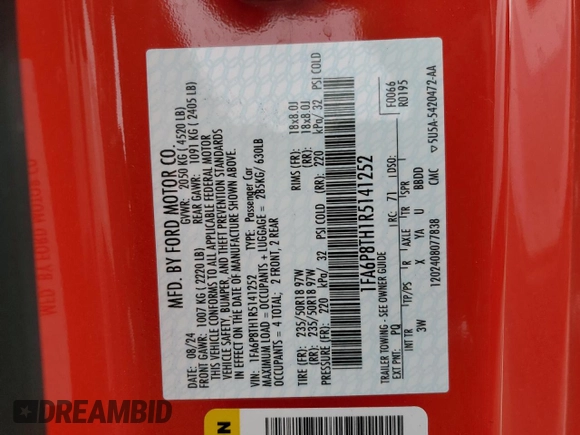 MFD. BY FORD MOTOR CO.
DATE: 08/24
GVWR: 2050 KG ( 4520 LB)
FRONT GAWR: 1007 KG ( 2220 LB)
REAR GAWR: 1091 KG ( 2405 LB)
THIS VEHICLE CONFORMS TO ALL APPLICABLE FEDERAL MOTOR
VEHICLE SAFETY, BUMPER, AND THEFT PREVENTION STANDARDS
IN EFFECT ON THE DATE OF MANUFACTURE SHOWN ABOVE.
VIN: 1FA6P8TH1R5141252
TYPE: Passenger Car
MAXIMUM LOAD = OCCUPANTS + LUGGAGE = 285KG/ 630LB
OCCUPANTS = 4 TOTAL: 2 FRONT, 2 REAR
TIRE (FR): 235/50R18 97W RIMS (FR): 18x8.0J
(RR): 235/50R18 97W (RR): 18x8.0J
PRESSURE (FR): 220 kPa/ 32 PSI COLD (RR): 220 kPa/ 32 PSI COLD
1FA6P8TH1R5141252
TRAILER TOWING - SEE OWNER GUIDE
F0066
R0195
EXT PNT: PQ RC: 71 DSO:
TP/PS R AXLE TR SPR
3W X YA U BBDD
1202408077838 CMC SU5A-5420472-AA
DREAMBID